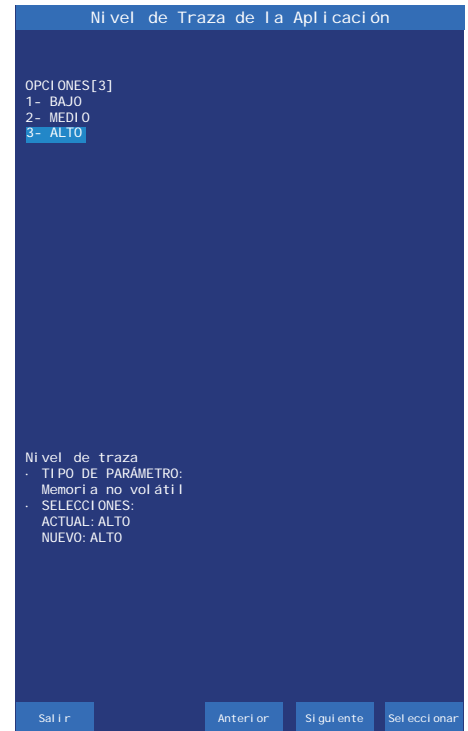 Nivel de Traza de la Aplicación
OPCIONES[3]
1- BAJO
2- MEDIO
3- ALTO
Nivel de traza
· TIPO DE PARÁMETRO:
Memoria no volátil
· SELECCIONES:
ACTUAL:ALTO
NUEVO:ALTO
Salir Anterior Siguiente Seleccionar